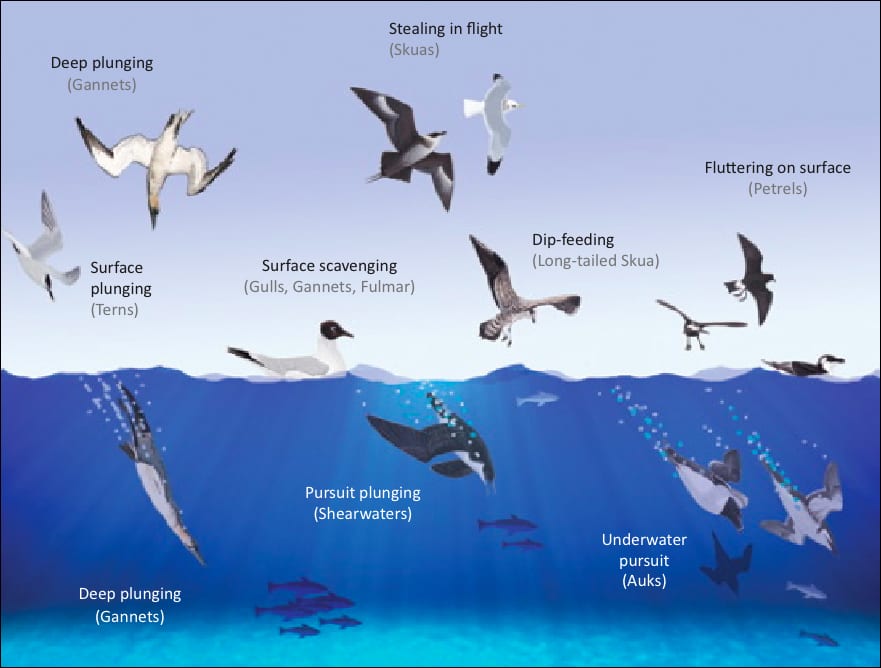 Stealing in flight
(Skuas)
Deep plunging
(Gannets)
Fluttering on surface
(Petrels)
Dip-feeding
(Long-tailed Skua)
Surface
plunging
(Terns)
Surface scavenging
(Gulls, Gannets, Fulmar)
Pursuit plunging
(Shearwaters)
Underwater
pursuit
(Auks)
Deep plunging
(Gannets)